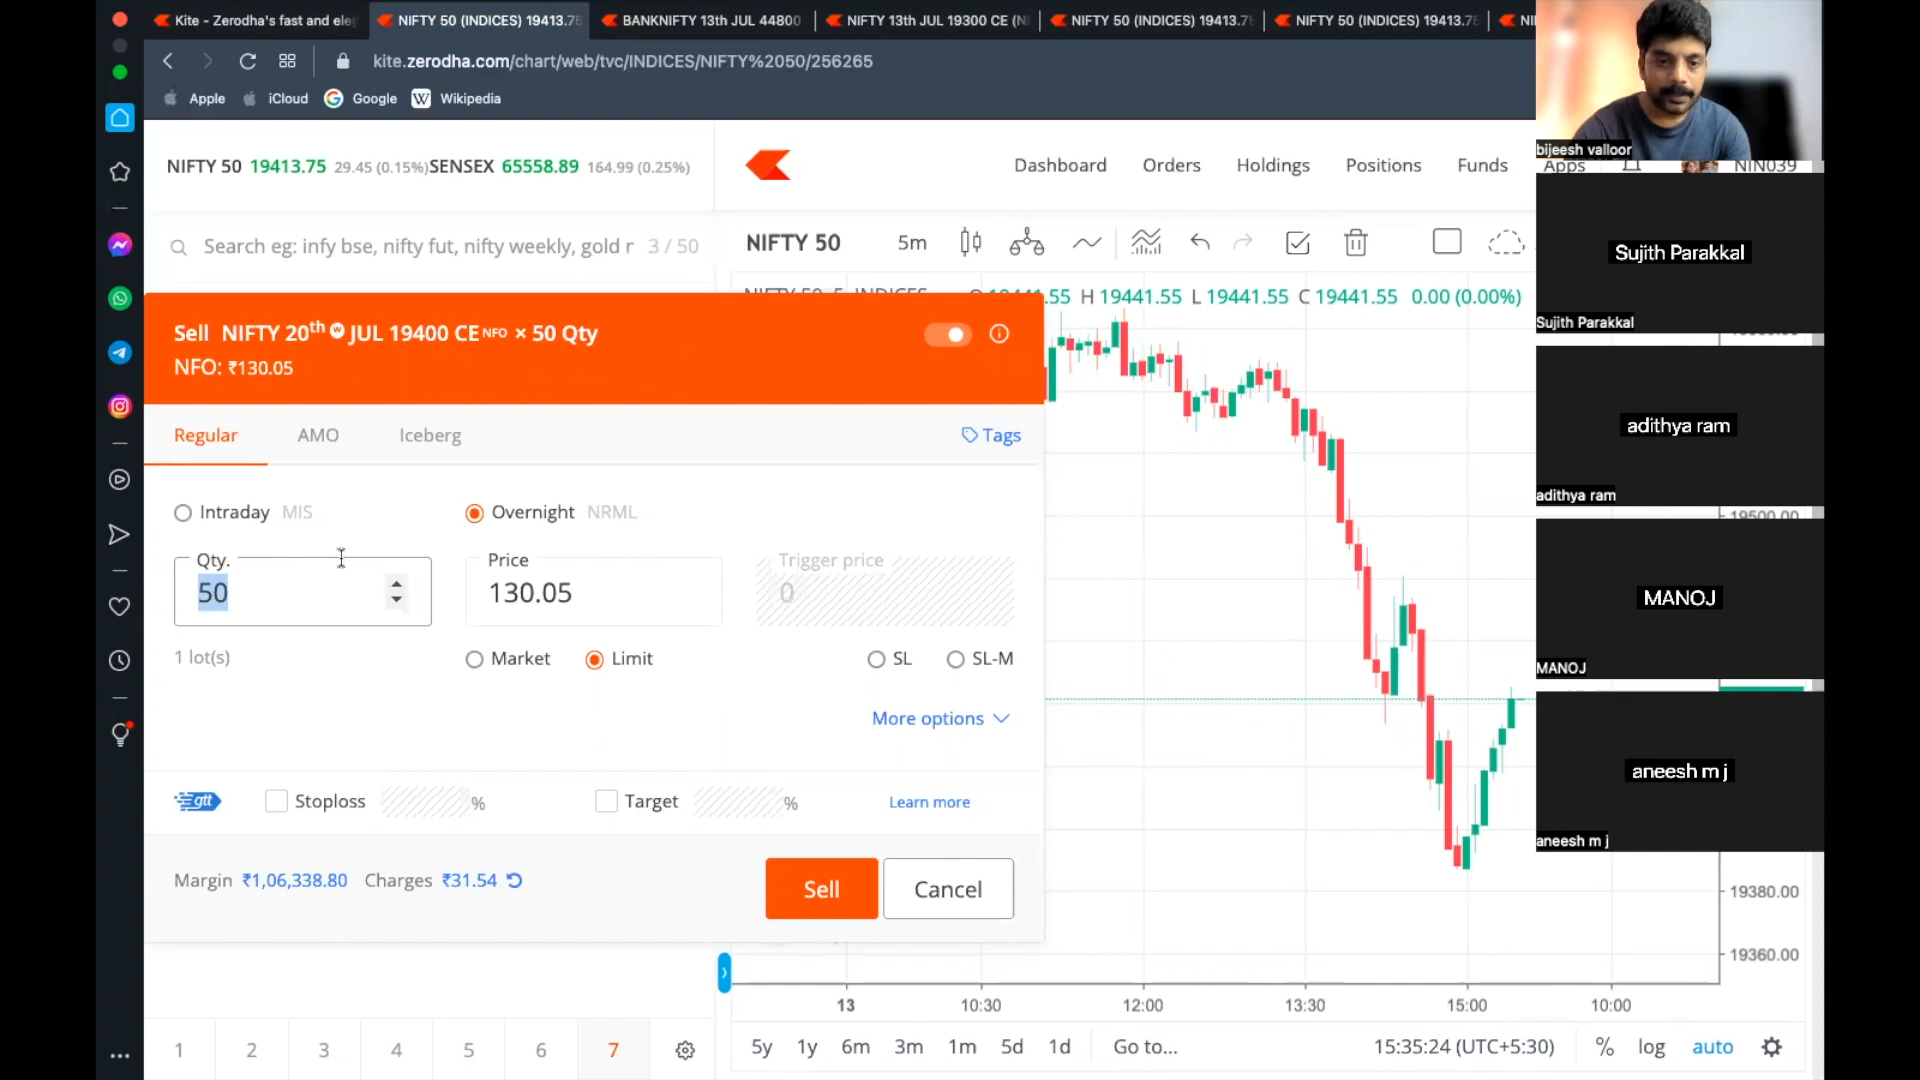 Kite - Zerodha's fast and ele
NIFTY 50 (INDICES) 19413.75
BANKNIFTY 13th JUL 44800
NIFTY 13th JUL 19300 CE (NI
NIFTY 50 (INDICES) 19413.75
NIFTY 50 (INDICES) 19413.75
kite.zerodha.com/chart/web/tvc/INDICES/NIFTY%2050/256265
Apple
iCloud
Google
W Wikipedia
NIFTY 50 19413.75 29.45 (0.15%) SENSEX 65558.89 164.99 (0.25%)
Dashboard
Orders
Holdings
Positions
Funds
Apps
NIN039
Search eg: infy bse, nifty fut, nifty weekly, gold
3 / 50
NIFTY 50
5m
H 19441.55 L 19441.55 C 19441.55 0.00 (0.00%)
Sell NIFTY 20th w JUL 19400 CE NFO × 50 Qty
NFO: ₹130.05
Regular
AMO
Iceberg
Tags
Intraday MIS
Overnight NRML
Qty.
50
Price
130.05
Trigger price
0
1 lot(s)
Market
Limit
SL
SL-M
More options
gtt
Stoploss
%
Target
%
Learn more
Margin ₹1,06,338.80 Charges ₹31.54
Sell
Cancel
19500.00
19380.00
19360.00
13
10:30
12:00
13:30
15:00
10:00
1
2
3
4
5
6
7
5y
1y
6m
3m
1m
5d
1d
Go to...
15:35:24 (UTC+5:30)
%
log
auto
bijeesh valloor
Sujith Parakkal
Sujith Parakkal
adithya ram
adithya ram
MANOJ
MANOJ
aneesh m j
aneesh m j